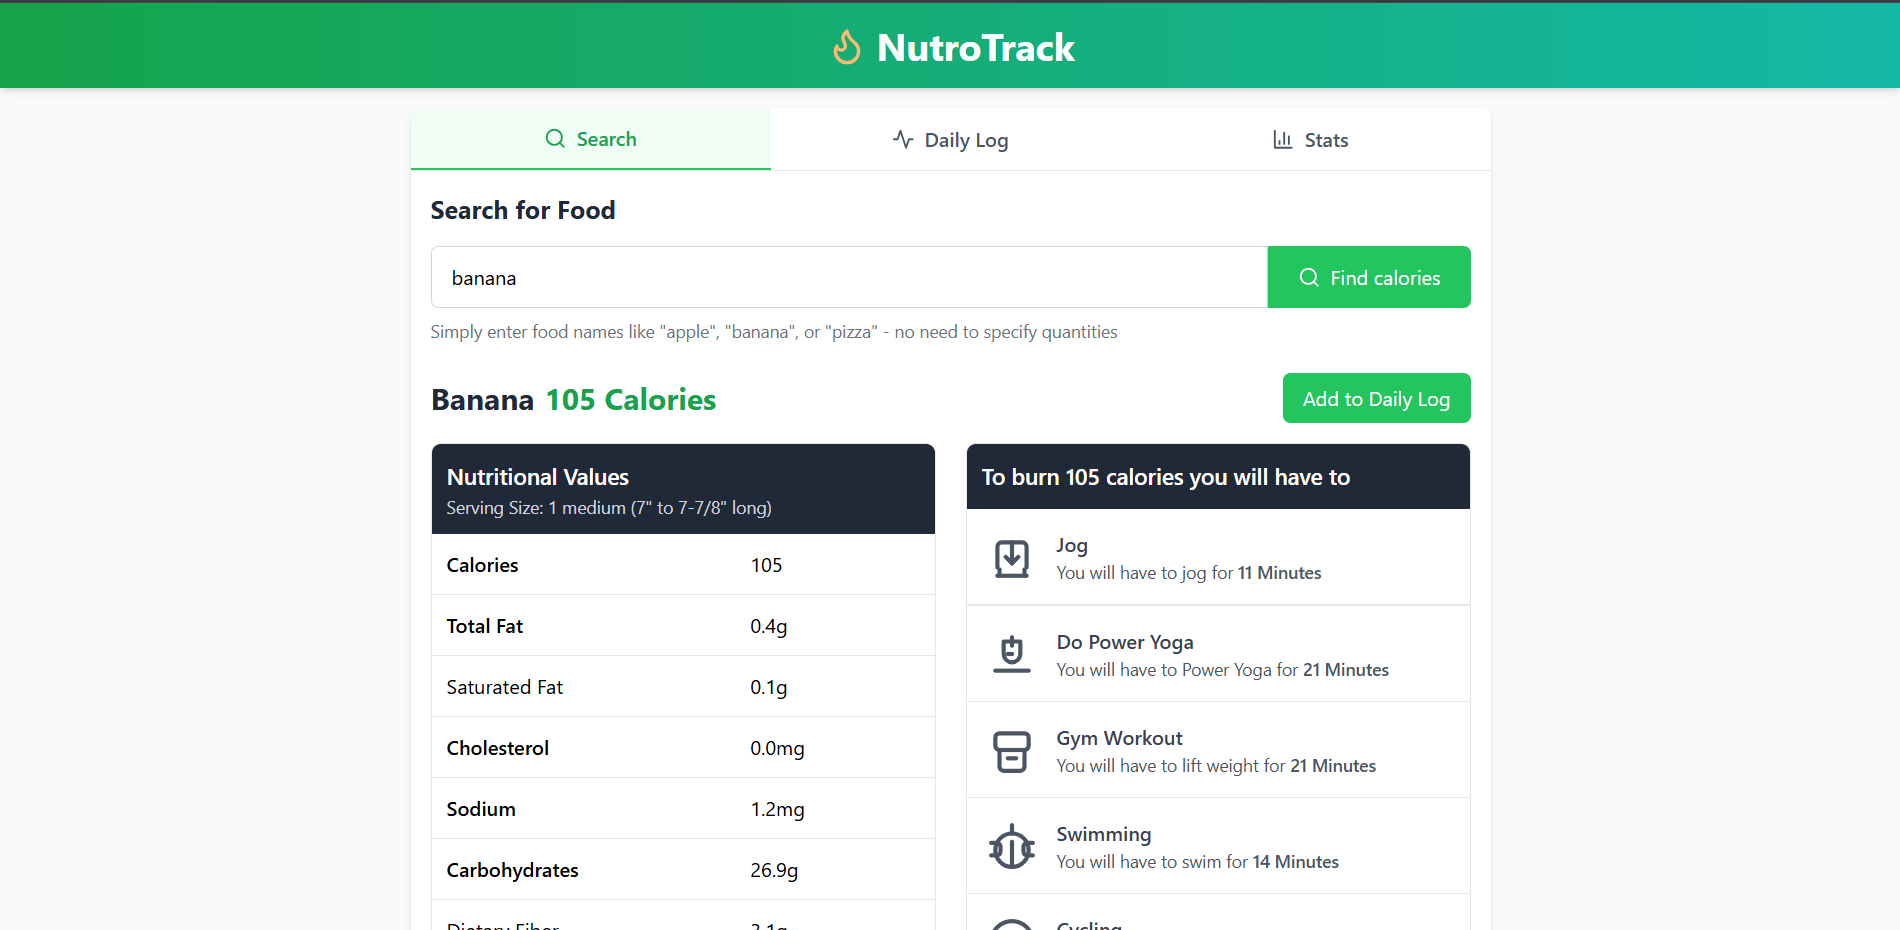 NutroTrack
Search
Daily Log
Stats
Search for Food
banana
Find calories
Simply enter food names like "apple", "banana", or "pizza" - no need to specify quantities
Banana 105 Calories
Add to Daily Log
Nutritional Values
Serving Size: 1 medium (7" to 7-7/8" long)
Calories 105
Total Fat 0.4g
Saturated Fat 0.1g
Cholesterol 0.0mg
Sodium 1.2mg
Carbohydrates 26.9g
Dietary Fiber 3.1g
To burn 105 calories you will have to
Jog
You will have to jog for 11 Minutes
Do Power Yoga
You will have to Power Yoga for 21 Minutes
Gym Workout
You will have to lift weight for 21 Minutes
Swimming
You will have to swim for 14 Minutes
Cycling